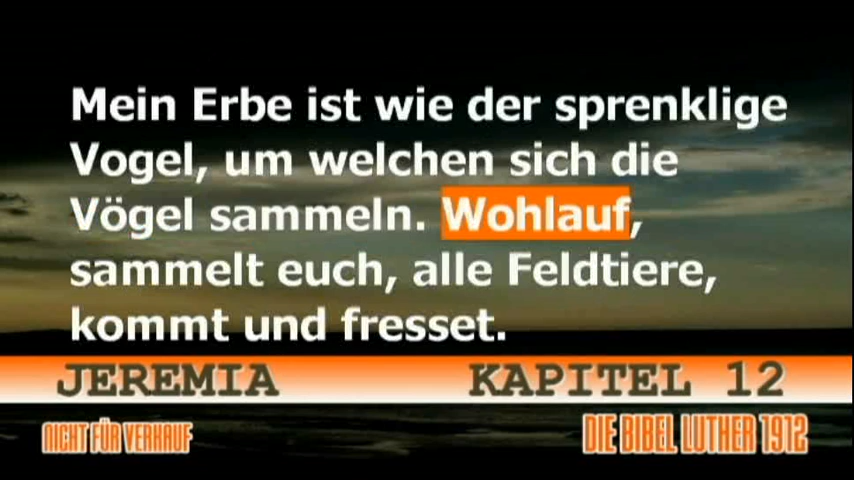 Mein Erbe ist wie der sprenklige
Vogel, um welchen sich die
Vögel sammeln. Wohlauf,
sammelt euch, alle Feldtiere,
kommt und fresset.
JEREMIA KAPITEL 12
NICHT FÜR VERKAUF DIE BIBEL LUTHER 1912